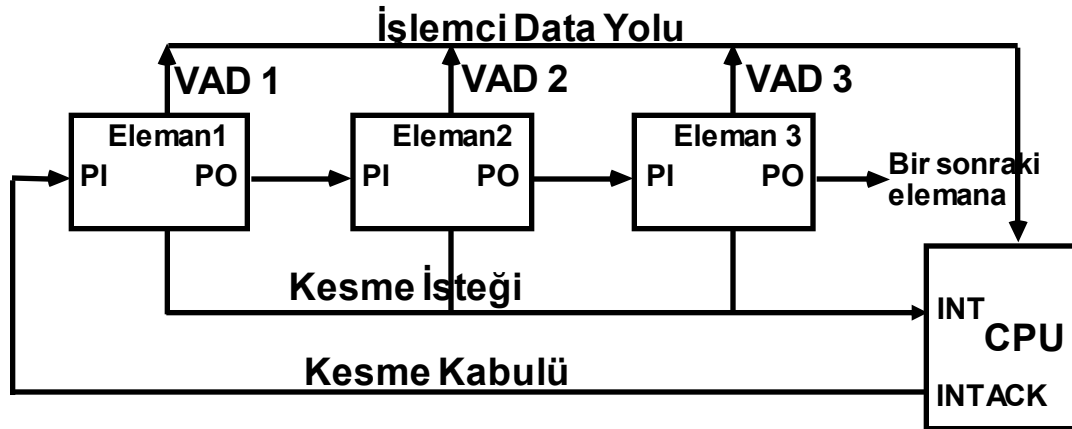 İşlemci Data Yolu
VAD 1
VAD 2
VAD 3
Eleman1
PI
PO
Eleman2
PI
PO
Eleman 3
PI
PO
Bir sonraki
elemana
Kesme İsteği
INT
CPU
Kesme Kabulü
INTACK